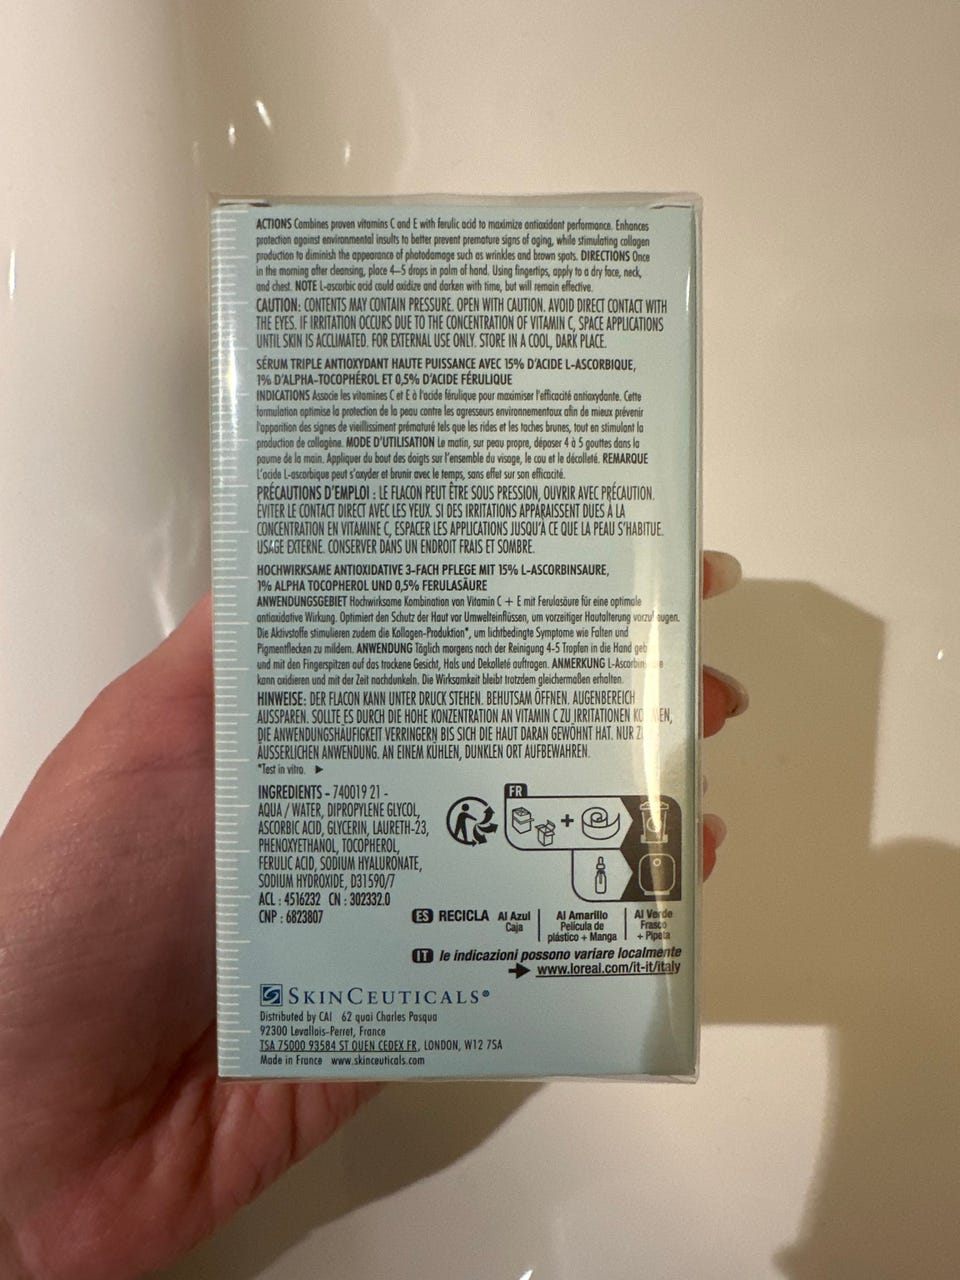 ACTIONS Combines proven vitamins C and E with ferulic acid to maximize antioxidant performance. Enhances
protection against environmental insults to better prevent premature signs of aging, while stimulating collagen
production to diminish the appearance of photodamage such as wrinkles and brown spots. DIRECTIONS Once
in the morning after cleansing, place 4–5 drops in palm of hand. Using fingertips, apply to a dry face, neck,
and chest. NOTE L-ascorbic acid could oxidize and darken with time, but will remain effective.
CAUTION: CONTENTS MAY CONTAIN PRESSURE. OPEN WITH CAUTION. AVOID DIRECT CONTACT WITH
THE EYES. IF IRRITATION OCCURS DUE TO THE CONCENTRATION OF VITAMIN C, SPACE APPLICATIONS
UNTIL SKIN IS ACCLIMATED. FOR EXTERNAL USE ONLY. STORE IN A COOL, DARK PLACE.
SÉRUM TRIPLE ANTIOXYDANT HAUTE PUISSANCE AVEC 15% D'ACIDE L-ASCORBIQUE,
1% D'ALPHA-TOCOPHÉROL ET 0,5% D'ACIDE FÉRULIQUE
INDICATIONS Associe les vitamines C et E à l'acide férulique pour maximiser l'efficacité antioxydante. Cette
formulation optimise la protection de la peau contre les agresseurs environnementaux afin de mieux prévenir
l'apparition des signes de vieillissement prématuré tels que les rides et les taches brunes, tout en stimulant la
production de collagène. MODE D'UTILISATION Le matin, sur peau propre, déposer 4 à 5 gouttes dans la
paume de la main. Appliquer du bout des doigts sur l'ensemble du visage, le cou et le décolleté. REMARQUE
L'acide L-ascorbique peut s'oxyder et brunir avec le temps, sans effet sur son efficacité.
PRÉCAUTIONS D'EMPLOI : LE FLACON PEUT ÊTRE SOUS PRESSION, OUVRIR AVEC PRÉCAUTION.
ÉVITER LE CONTACT DIRECT AVEC LES YEUX. SI DES IRRITATIONS APPARAISSENT DUES À LA
CONCENTRATION EN VITAMINE C, ESPACER LES APPLICATIONS JUSQU'À CE QUE LA PEAU S'HABITUE.
USAGE EXTERNE. CONSERVER DANS UN ENDROIT FRAIS ET SOMBRE.
HOCHWIRKSAME ANTIOXIDATIVE 3-FACH PFLEGE MIT 15% L-ASCORBINSAURE,
1% ALPHA TOCOPHEROL UND 0,5% FERULASÄURE
ANWENDUNGSGEBIET Hochwirksame Kombination von Vitamin C + E mit Ferulasäure für eine optimale
antioxidative Wirkung. Optimiert den Schutz der Haut vor Umwelteinflüssen, um vorzeitiger Hautalterung
Die Aktivstoffe stimulieren zudem die Kollagen-Produktion*, um lichtbedingte Symptome wie Falten und
Pigmentflecken zu mildern. ANWENDUNG Täglich morgens nach der Reinigung 4-5 Tropfen in die Hand
und mit den Fingerspitzen auf das trockene Gesicht, Hals und Dekolleté auftragen. ANMERKUNG
kann oxidieren und mit der Zeit nachdunkeln. Die Wirksamkeit bleibt trotzdem gleichermaßen erhalten.
HINWEISE: DER FLACON KANN UNTER DRUCK STEHEN. BEHUTSAM ÖFFNEN. AUGENBEREICH
AUSSPAREN. SOLLTE ES DURCH DIE HOHE KONZENTRATION AN VITAMIN C ZU IRRITATIONEN
DIE ANWENDUNGSHÄUFIGKEIT VERRINGERN BIS SICH DIE HAUT DARAN GEWÖHNT HAT. NUR
ÄUSSERLICHEN ANWENDUNG. AN EINEM KÜHLEN, DUNKLEN ORT AUFBEWAHREN.
*Test in vitro.
INGREDIENTS - 740019 21 -
AQUA / WATER, DIPROPYLENE GLYCOL,
ASCORBIC ACID, GLYCERIN, LAURETH-23,
PHENOXYETHANOL, TOCOPHEROL,
FERULIC ACID, SODIUM HYALURONATE,
SODIUM HYDROXIDE, D31590/7
ACL : 4516232 CN : 302332.0
CNP : 6823807
FR
+
ES RECICLA
Al Azul
Caja
Al Amarillo
Película de
plástico + Manga
Al Verde
Frasco
+ Pipeta
IT le indicazioni possono variare localmente
www.loreal.com/it-it/italy
SKINCEUTICALS®
Distributed by CAI 62 quai Charles Pasqua
92300 Levallois-Perret, France
TSA 75000 93584 ST OUEN CEDEX FR, LONDON, W12 7SA
Made in France www.skinceuticals.com